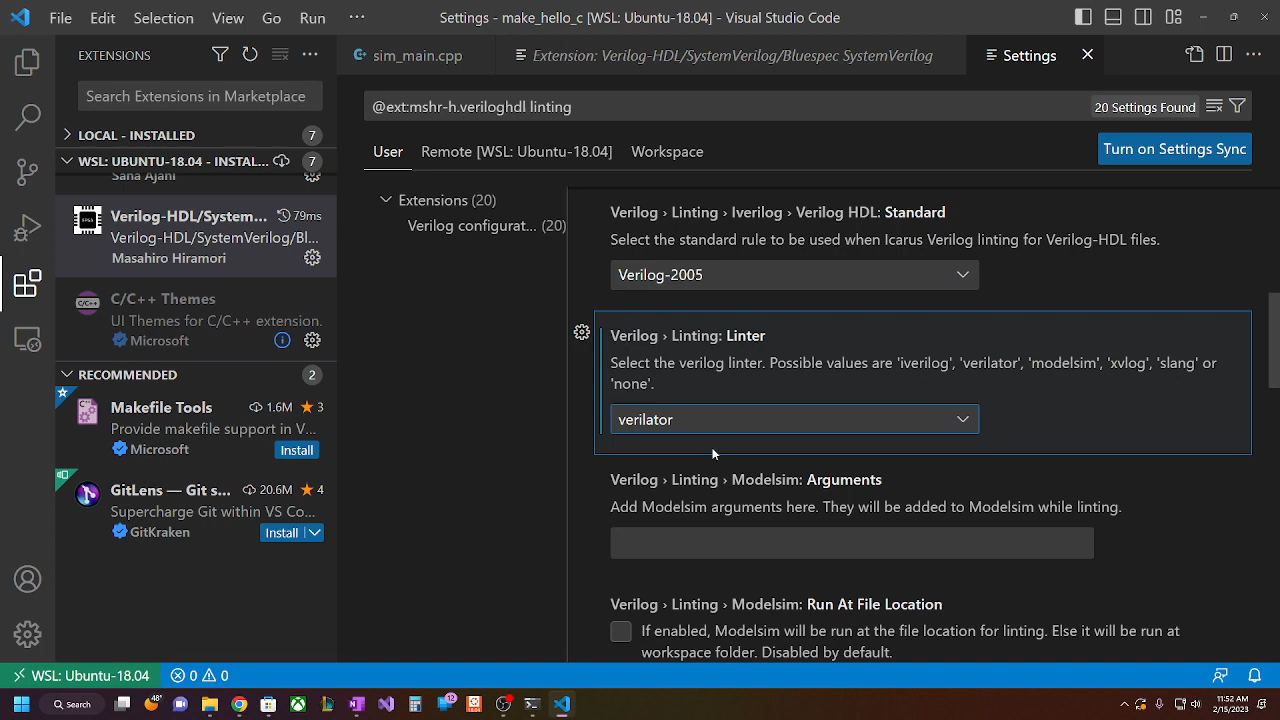 File Edit Selection View Go Run ··· Settings - make_hello_c [WSL: Ubuntu-18.04] - Visual Studio Code
EXTENSIONS
Search Extensions in Marketplace
LOCAL - INSTALLED 7
WSL: UBUNTU-18.04 - INSTAL... 7
Sana Ajani
FPGA
Verilog-HDL/System... 79ms
Verilog-HDL/SystemVerilog/Bl...
Masahiro Hiramori
C/C++ Themes
UI Themes for C/C++ extension.
Microsoft
RECOMMENDED 2
Makefile Tools 1.6M 3
Provide makefile support in V...
Microsoft Install
GitLens — Git s... 20.6M 4
Supercharge Git within VS Co...
GitKraken Install
sim_main.cpp Extension: Verilog-HDL/SystemVerilog/Bluespec SystemVerilog Settings
@ext:mshr-h.veriloghdl linting 20 Settings Found
User Remote [WSL: Ubuntu-18.04] Workspace Turn on Settings Sync
Extensions (20)
Verilog configurat... (20)
Verilog › Linting › Iverilog › Verilog HDL: Standard
Select the standard rule to be used when Icarus Verilog linting for Verilog-HDL files.
Verilog-2005
Verilog › Linting: Linter
Select the verilog linter. Possible values are 'iverilog', 'verilator', 'modelsim', 'xvlog', 'slang' or
'none'.
verilator
Verilog › Linting › Modelsim: Arguments
Add Modelsim arguments here. They will be added to Modelsim while linting.
Verilog › Linting › Modelsim: Run At File Location
If enabled, Modelsim will be run at the file location for linting. Else it will be run at
workspace folder. Disabled by default.
WSL: Ubuntu-18.04 0 0
Search 48° 12 11:52 AM
2/15/2023